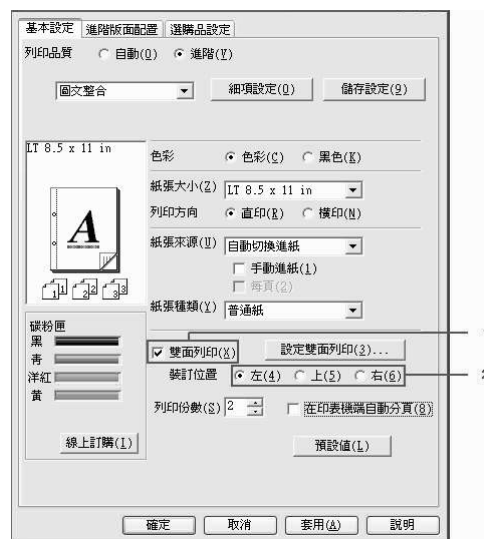 基本設定 進階版面配置 選購品設定
列印品質 自動(Q) 進階(Y)
圖文整合 細項設定(0) 儲存設定(9)
LT 8.5 x 11 in
色彩 色彩(C) 黑色(K)
紙張大小(Z) LT 8.5 x 11 in
列印方向 直印(R) 橫印(N)
紙張來源(U) 自動切換進紙
手動進紙(1)
每頁(2)
紙張種類(Y) 普通紙
A
1 1 2 2 3 3
碳粉匣
黑
青
洋紅
黃
線上訂購(I)
雙面列印(X) 設定雙面列印(3)...
裝訂位置 左(4) 上(5) 右(6)
列印份數(S) 2 在印表機端自動分頁(8)
預設值(L)
確定 取消 套用(A) 說明